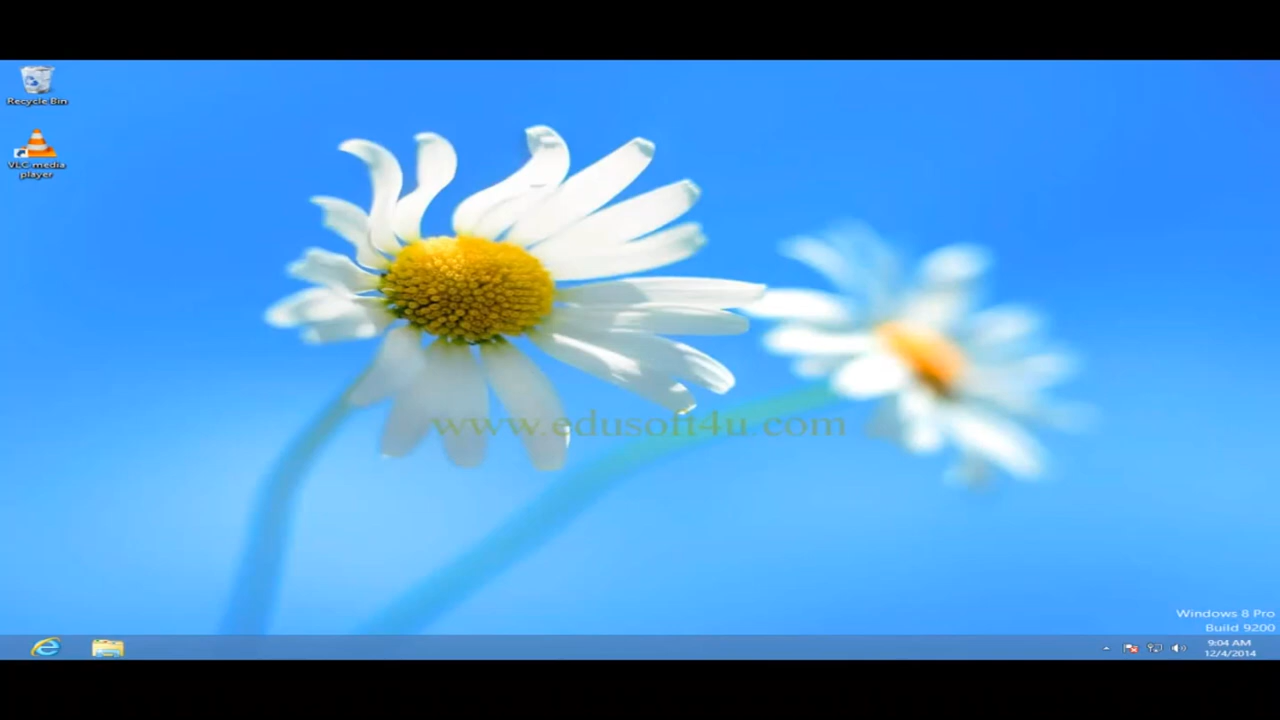 Recycle Bin
VLC media
player
www.edusoft4u.com
Windows 8 Pro
Build 9200
9:04 AM
12/4/2014